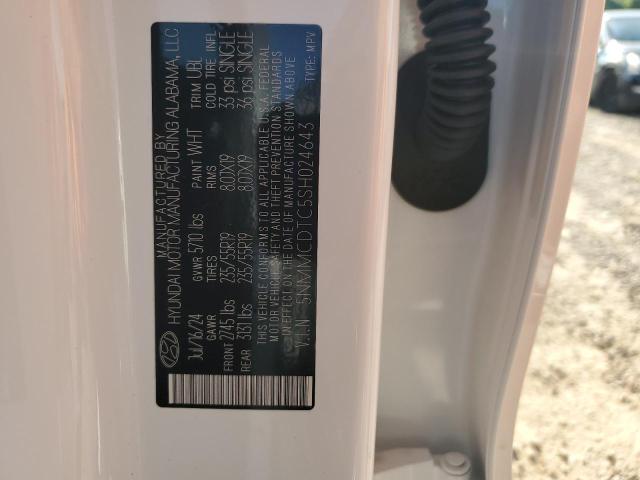 MANUFACTURED BY
HYUNDAI MOTOR MANUFACTURING ALABAMA, LLC
Jul/16/24 GVWR 5710 lbs PAINT WHT TRIM UBL
GAWR TIRES RIMS COLD TIRE INFL.
FRONT 2745 lbs 235/55R19 8.0JX19 33 psi SINGLE
REAR 3131 lbs 235/55R19 8.0JX19 36 psi SINGLE
THIS VEHICLE CONFORMS TO ALL APPLICABLE U.S.A. FEDERAL
MOTOR VEHICLE SAFETY AND THEFT PREVENTION STANDARDS
IN EFFECT ON THE DATE OF MANUFACTURE SHOWN ABOVE
V.I.N 5NMMCDTC5SH024643 TYPE: MPV